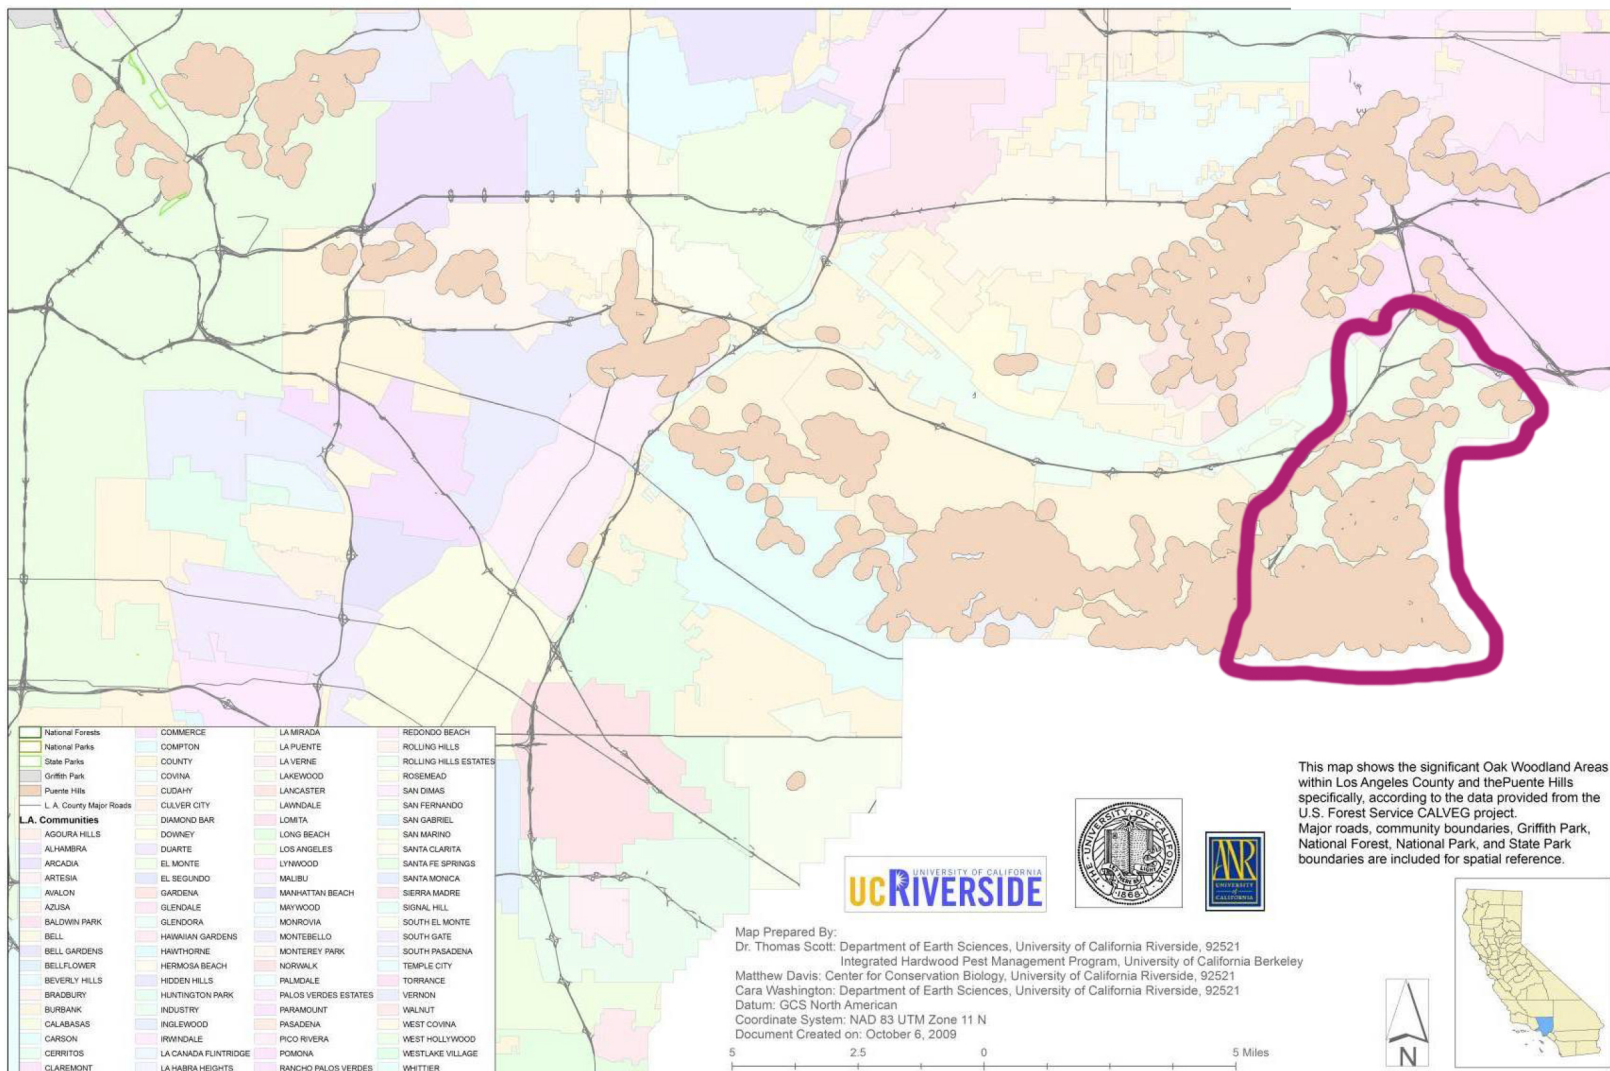 National Forests
National Parks
State Parks
Griffith Park
Puente Hills
L. A. County Major Roads
L.A. Communities
AGOURA HILLS
ALHAMBRA
ARCADIA
ARTESIA
AVALON
AZUSA
BALDWIN PARK
BELL
BELL GARDENS
BELLFLOWER
BEVERLY HILLS
BRADBURY
BURBANK
CALABASAS
CARSON
CERRITOS
CLAREMONT
COMMERCE
COMPTON
COUNTY
COVINA
CUDAHY
CULVER CITY
DIAMOND BAR
DOWNEY
DUARTE
EL MONTE
EL SEGUNDO
GARDENA
GLENDALE
GLENDORA
HAWAIIAN GARDENS
HAWTHORNE
HERMOSA BEACH
HIDDEN HILLS
HUNTINGTON PARK
INDUSTRY
INGLEWOOD
IRWINDALE
LA CANADA FLINTRIDGE
LA HABRA HEIGHTS
LA MIRADA
LA PUENTE
LA VERNE
LAKEWOOD
LANCASTER
LAWNDALE
LOMITA
LONG BEACH
LOS ANGELES
LYNWOOD
MALIBU
MANHATTAN BEACH
MAYWOOD
MONROVIA
MONTEBELLO
MONTEREY PARK
NORWALK
PALMDALE
PALOS VERDES ESTATES
PARAMOUNT
PASADENA
PICO RIVERA
POMONA
RANCHO PALOS VERDES
REDONDO BEACH
ROLLING HILLS
ROLLING HILLS ESTATES
ROSEMEAD
SAN DIMAS
SAN FERNANDO
SAN GABRIEL
SAN MARINO
SANTA CLARITA
SANTA FE SPRINGS
SANTA MONICA
SIERRA MADRE
SIGNAL HILL
SOUTH EL MONTE
SOUTH GATE
SOUTH PASADENA
TEMPLE CITY
TORRANCE
VERNON
WALNUT
WEST COVINA
WEST HOLLYWOOD
WESTLAKE VILLAGE
WHITTIER
UNIVERSITY OF CALIFORNIA
UCRIVERSIDE
THE UNIVERSITY OF CALIFORNIA
1868
ANR
UNIVERSITY
of
CALIFORNIA
This map shows the significant Oak Woodland Areas
within Los Angeles County and thePuente Hills
specifically, according to the data provided from the
U.S. Forest Service CALVEG project.
Major roads, community boundaries, Griffith Park,
National Forest, National Park, and State Park
boundaries are included for spatial reference.
Map Prepared By:
Dr. Thomas Scott: Department of Earth Sciences, University of California Riverside, 92521
Integrated Hardwood Pest Management Program, University of California Berkeley
Matthew Davis: Center for Conservation Biology, University of California Riverside, 92521
Cara Washington: Department of Earth Sciences, University of California Riverside, 92521
Datum: GCS North American
Coordinate System: NAD 83 UTM Zone 11 N
Document Created on: October 6, 2009
5 2.5 0 5 Miles
N